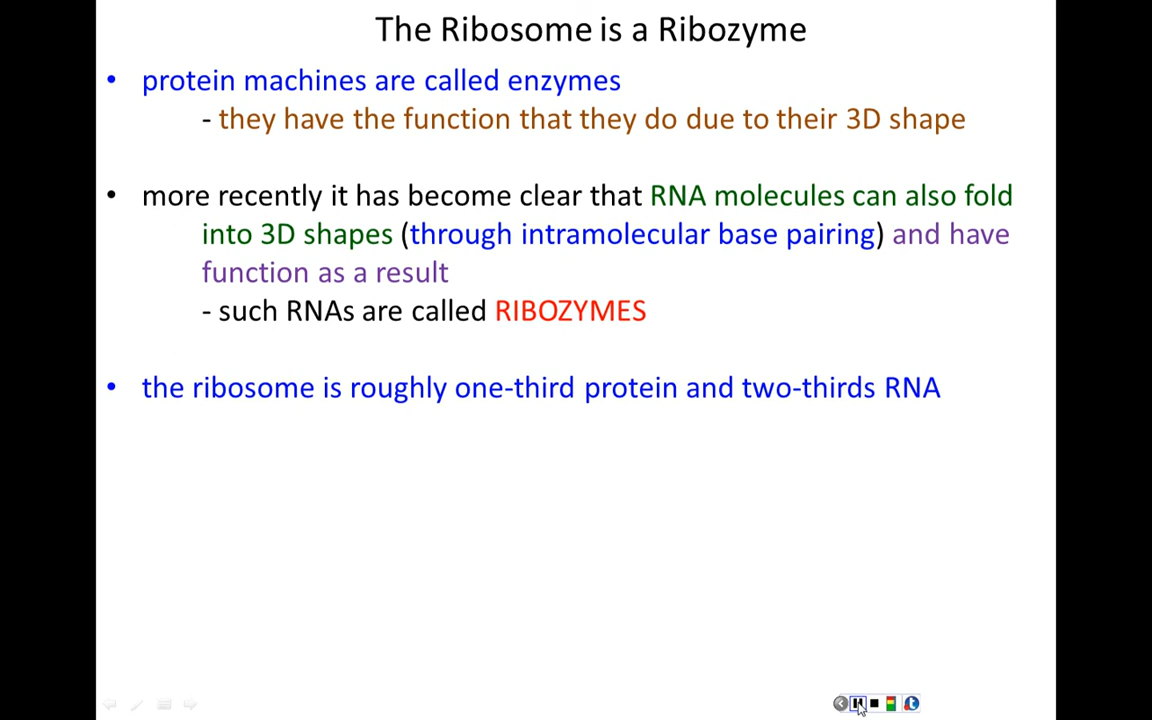 The Ribosome is a Ribozyme
• protein machines are called enzymes
- they have the function that they do due to their 3D shape
• more recently it has become clear that RNA molecules can also fold
into 3D shapes (through intramolecular base pairing) and have
function as a result
- such RNAs are called RIBOZYMES
• the ribosome is roughly one-third protein and two-thirds RNA